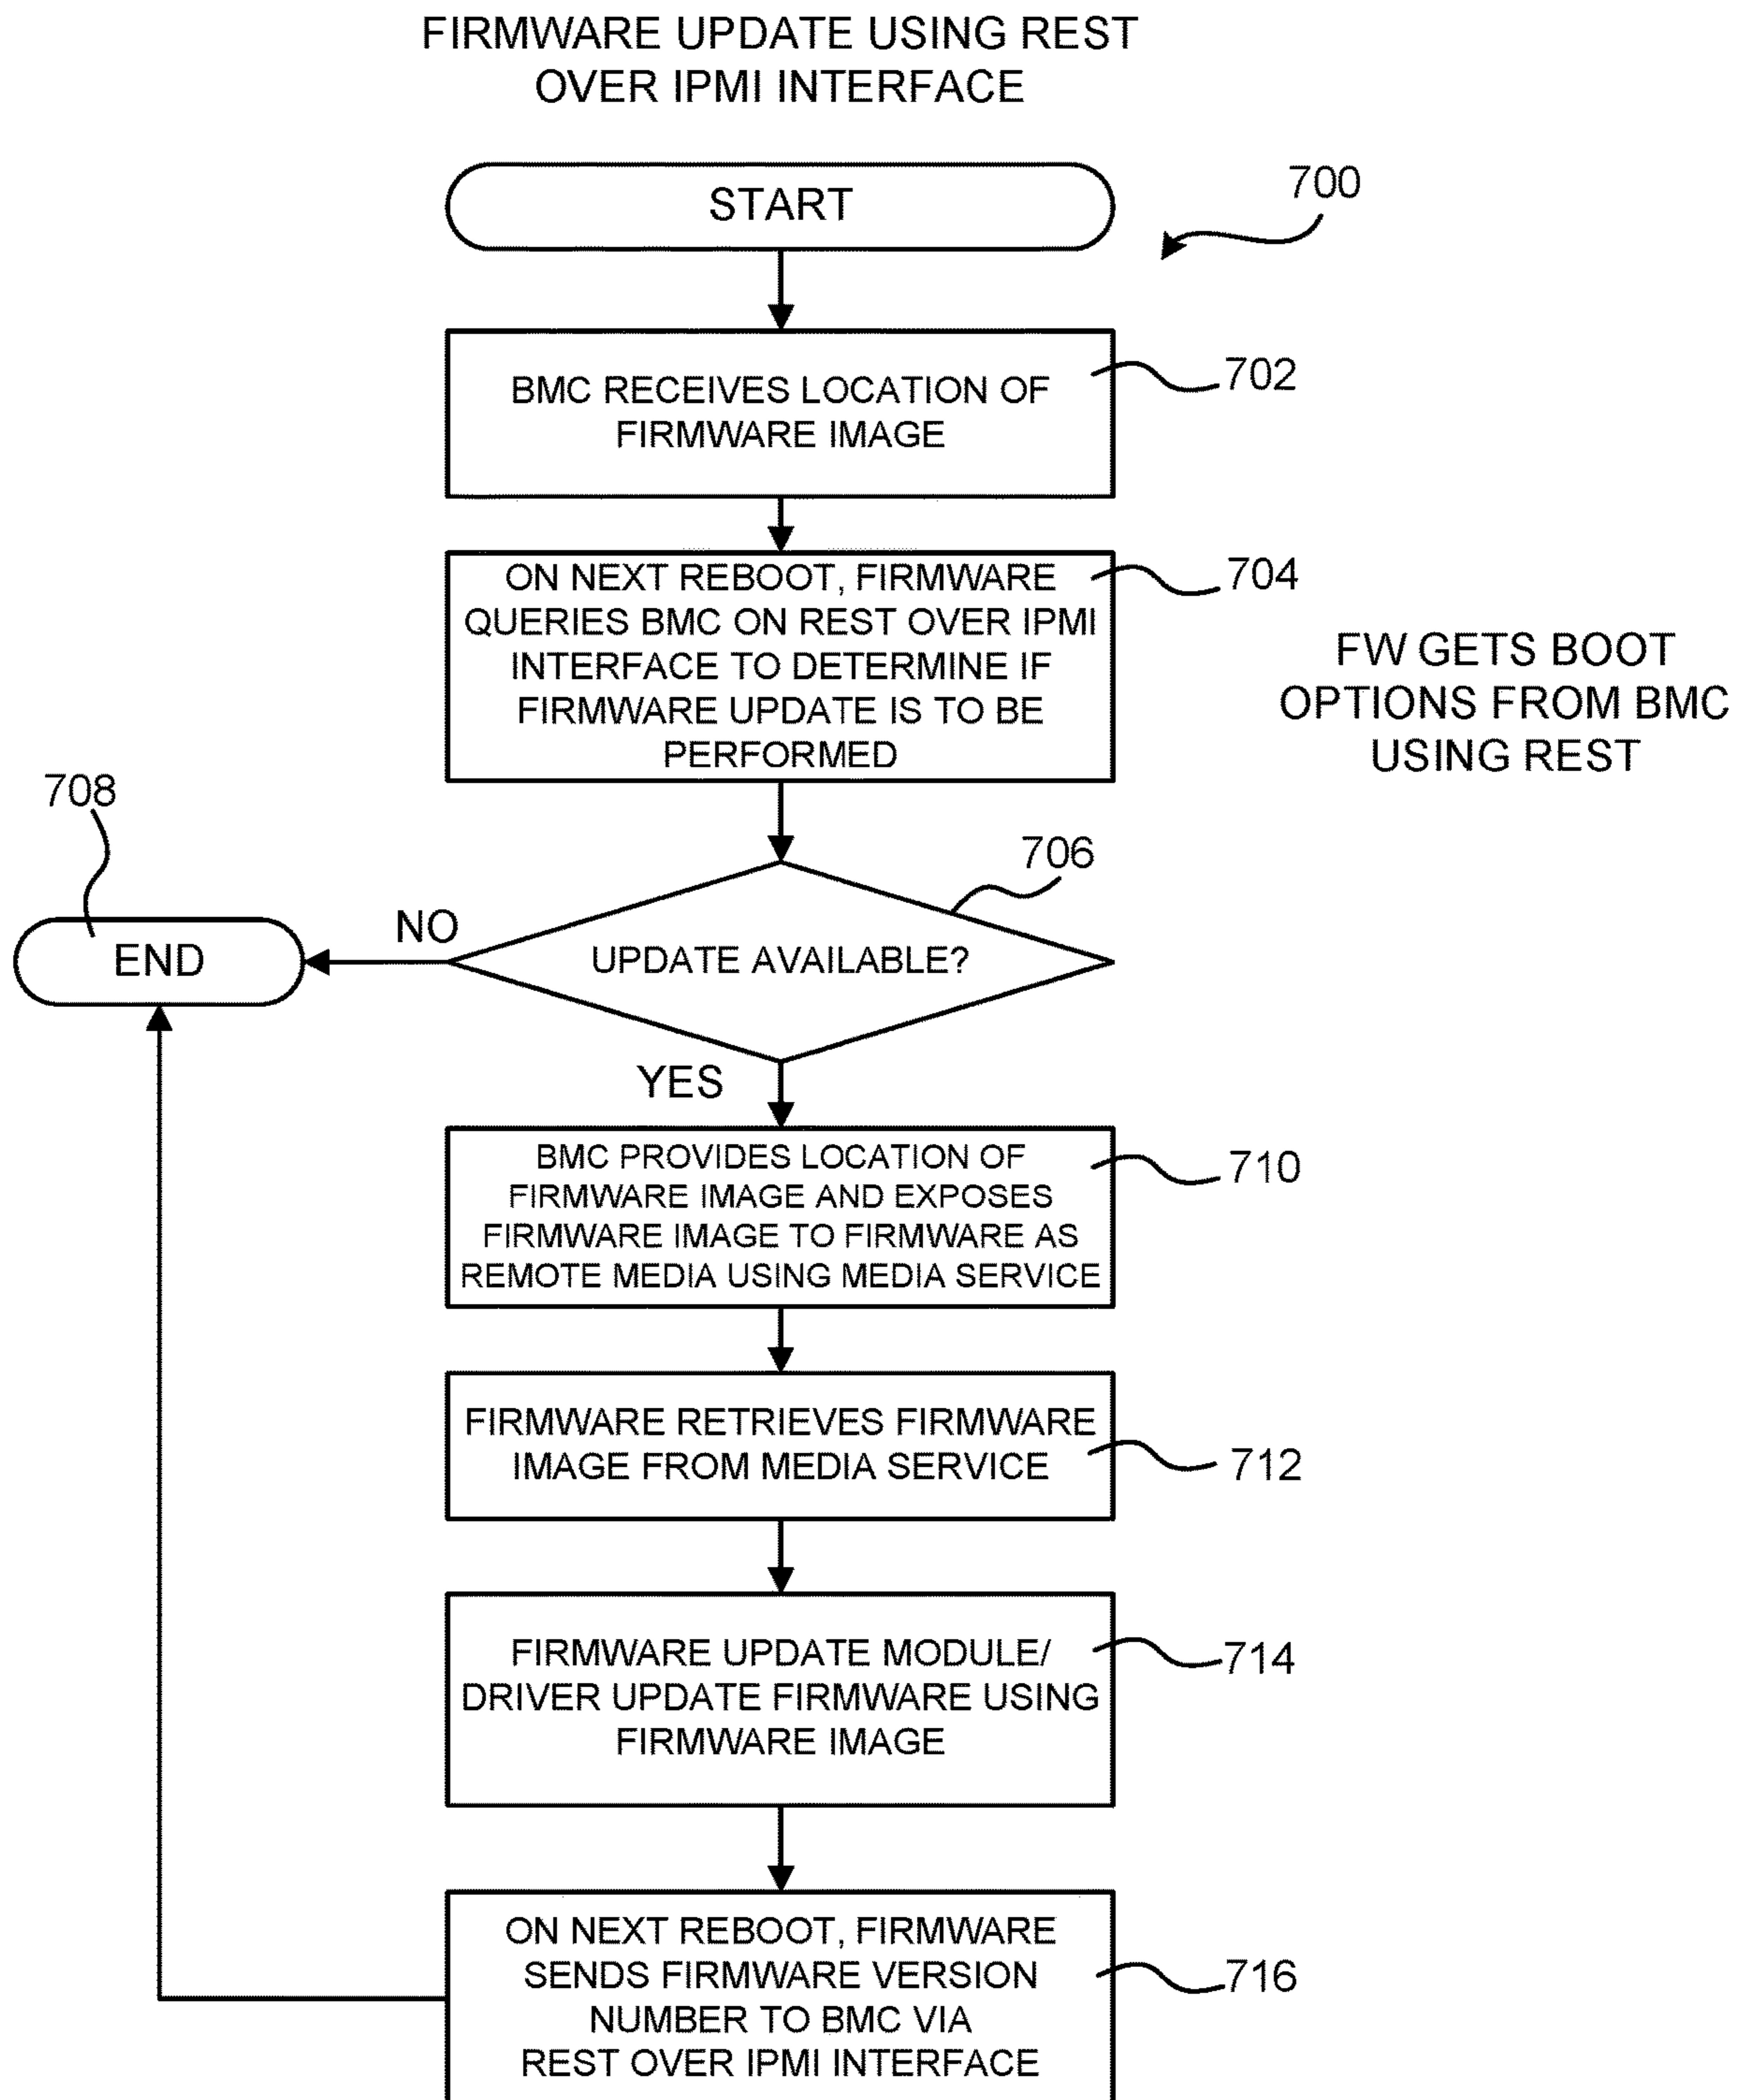 FIRMWARE UPDATE USING REST
OVER IPMI INTERFACE
START
700
BMC RECEIVES LOCATION OF
FIRMWARE IMAGE
702
ON NEXT REBOOT, FIRMWARE
QUERIES BMC ON REST OVER IPMI
INTERFACE TO DETERMINE IF
FIRMWARE UPDATE IS TO BE
PERFORMED
704
FW GETS BOOT
OPTIONS FROM BMC
USING REST
708
706
END
NO
UPDATE AVAILABLE?
YES
BMC PROVIDES LOCATION OF
FIRMWARE IMAGE AND EXPOSES
FIRMWARE IMAGE TO FIRMWARE AS
REMOTE MEDIA USING MEDIA SERVICE
710
FIRMWARE RETRIEVES FIRMWARE
IMAGE FROM MEDIA SERVICE
712
FIRMWARE UPDATE MODULE/
DRIVER UPDATE FIRMWARE USING
FIRMWARE IMAGE
714
ON NEXT REBOOT, FIRMWARE
SENDS FIRMWARE VERSION
NUMBER TO BMC VIA
REST OVER IPMI INTERFACE
716